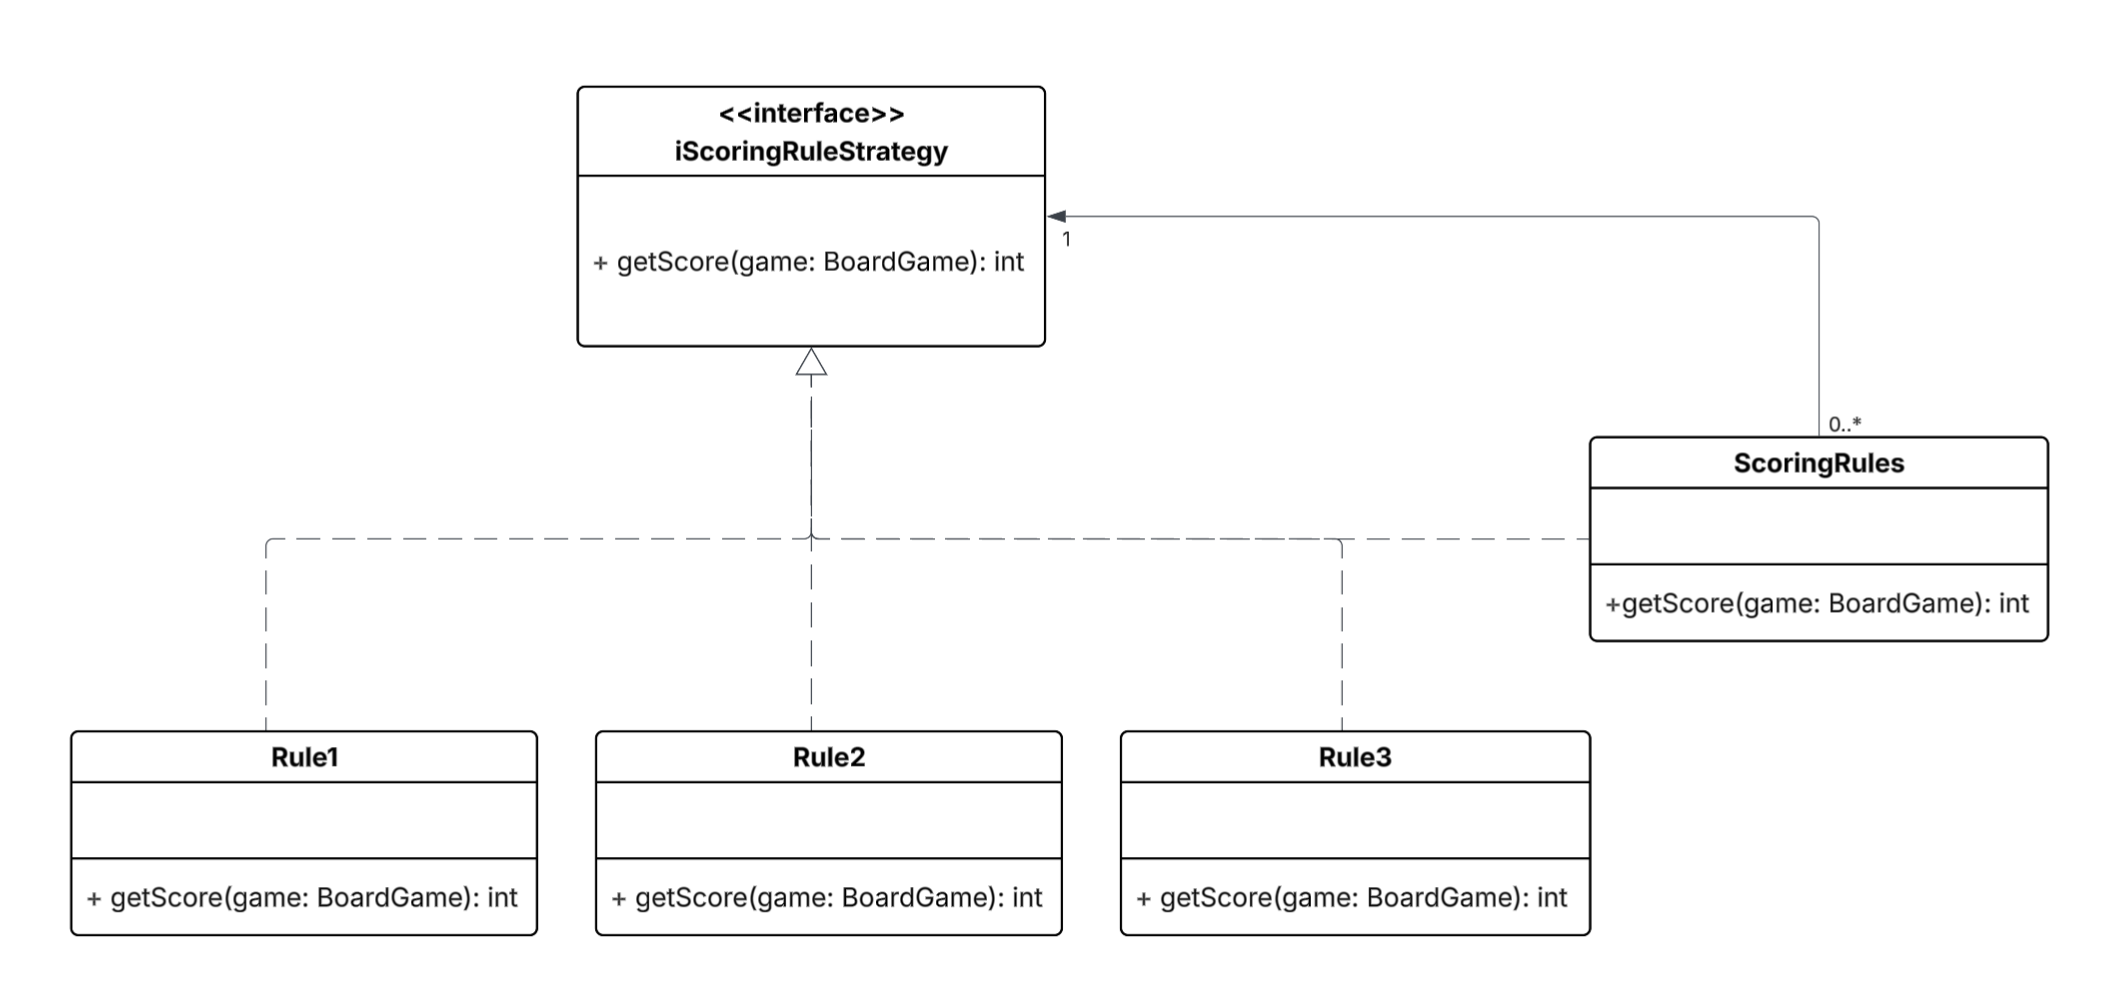 <<interface>>
iScoringRuleStrategy
+ getScore(game: BoardGame): int
1
0..*
ScoringRules
+getScore(game: BoardGame): int
Rule1
+ getScore(game: BoardGame): int
Rule2
+ getScore(game: BoardGame): int
Rule3
+ getScore(game: BoardGame): int